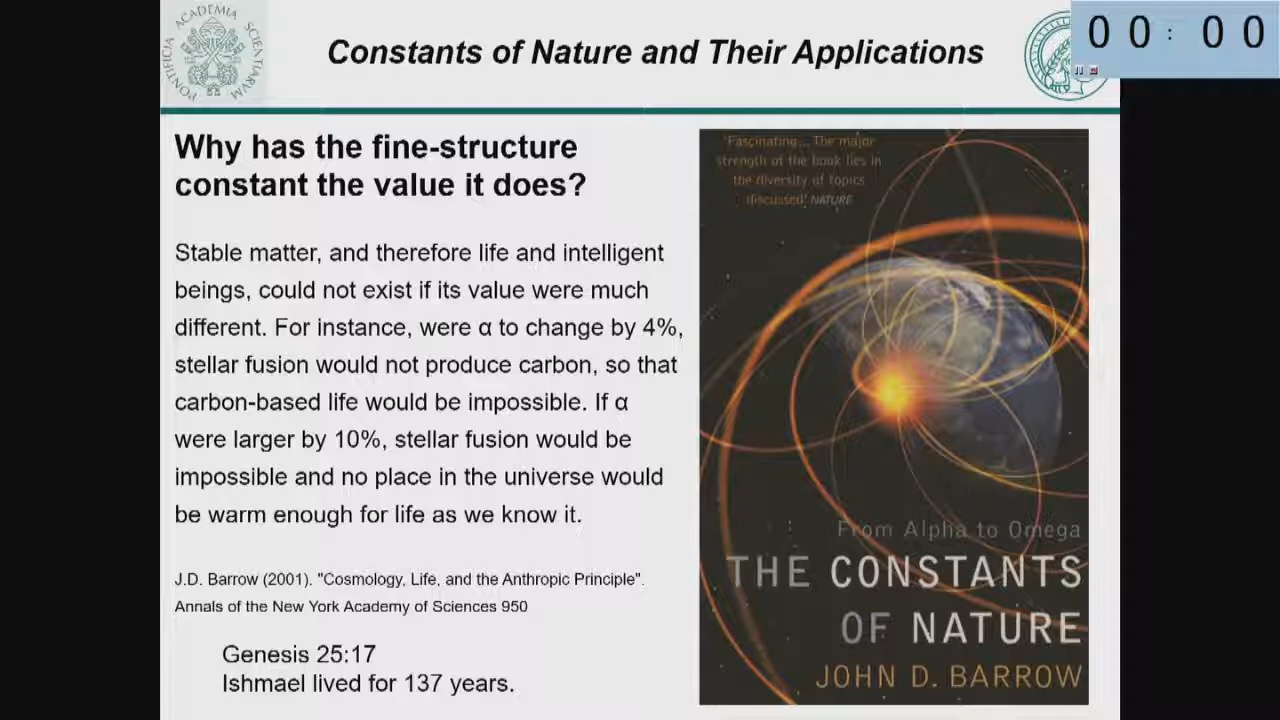 PONTIFICIA ACADEMIA SCIENTIARVM
Constants of Nature and Their Applications
00:00
Why has the fine-structure
constant the value it does?
Stable matter, and therefore life and intelligent
beings, could not exist if its value were much
different. For instance, were α to change by 4%,
stellar fusion would not produce carbon, so that
carbon-based life would be impossible. If α
were larger by 10%, stellar fusion would be
impossible and no place in the universe would
be warm enough for life as we know it.
J.D. Barrow (2001). "Cosmology, Life, and the Anthropic Principle".
Annals of the New York Academy of Sciences 950
Genesis 25:17
Ishmael lived for 137 years.
'Fascinating... The major
strength of the book lies in
the diversity of topics
discussed' NATURE
From Alpha to Omega
THE CONSTANTS
OF NATURE
JOHN D. BARROW